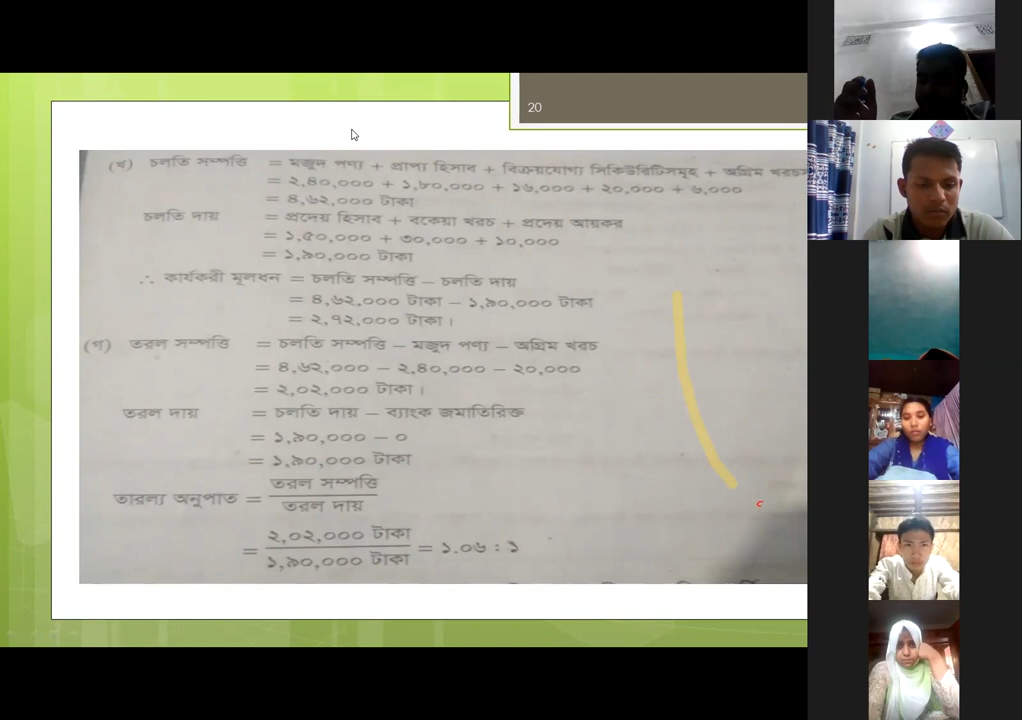 20
(খ) চলতি সম্পত্তি = মজুদ পণ্য + প্রাপ্য হিসাব + বিক্রয়যোগ্য সিকিউরিটিসমূহ + অগ্রিম
= ২,৪০,০০০ + ১,৮০,০০০ + ১৬,০০০ + ২০,০০০ + ৬,০০০
= ৪,৬২,০০০ টাকা
চলতি দায় = প্রদেয় হিসাব + বকেয়া খরচ + প্রদেয় আয়কর
= ১,৫০,০০০ + ৩০,০০০ + ১০,০০০
= ১,৯০,০০০ টাকা
∴ কার্যকরী মূলধন = চলতি সম্পত্তি – চলতি দায়
= ৪,৬২,০০০ টাকা – ১,৯০,০০০ টাকা
= ২,৭২,০০০ টাকা।
(গ) তরল সম্পত্তি = চলতি সম্পত্তি – মজুদ পণ্য – অগ্রিম খরচ
= ৪,৬২,০০০ – ২,৪০,০০০ – ২০,০০০
= ২,০২,০০০ টাকা।
তরল দায় = চলতি দায় – ব্যাংক জমাতিরিক্ত
= ১,৯০,০০০ – ০
= ১,৯০,০০০ টাকা
তারল্য অনুপাত = তরল সম্পত্তি
তরল দায়
= ২,০২,০০০ টাকা
১,৯০,০০০ টাকা = ১.০৬ : ১